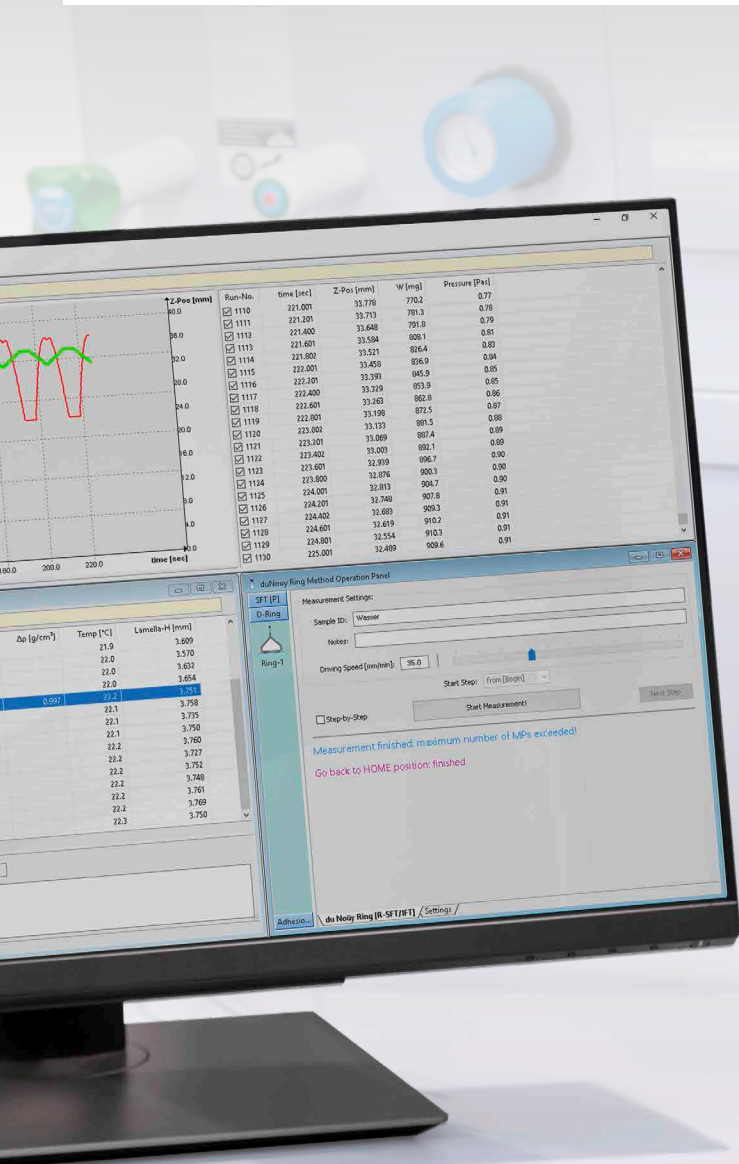 Z-Pos [mm]
40.0
36.0
32.0
28.0
24.0
20.0
16.0
12.0
8.0
4.0
0.0
180.0 200.0 220.0 time [sec]
Run-No. time [sec] Z-Pos [mm] W [mg] Pressure [Pas]
1110 221.001 33.778 770.2 0.77
1111 221.201 33.713 781.3 0.78
1112 221.400 33.648 791.8 0.79
1113 221.601 33.584 808.1 0.81
1114 221.802 33.521 826.4 0.83
1115 222.001 33.458 836.9 0.84
1116 222.201 33.393 845.9 0.85
1117 222.400 33.329 853.9 0.85
1118 222.601 33.263 862.8 0.86
1119 222.801 33.198 872.5 0.87
1120 223.002 33.133 881.5 0.88
1121 223.201 33.069 887.4 0.89
1122 223.402 33.003 892.1 0.89
1123 223.601 32.939 896.7 0.90
1124 223.800 32.876 900.3 0.90
1125 224.001 32.813 904.7 0.90
1126 224.201 32.748 907.8 0.91
1127 224.402 32.683 909.3 0.91
1128 224.601 32.619 910.2 0.91
1129 224.801 32.554 910.3 0.91
1130 225.001 32.489 909.6 0.91
Δp [g/cm³] Temp [°C] Lamella-H [mm]
21.9 3.609
22.0 3.570
22.0 3.632
22.0 3.654
0.997 22.2 3.751
22.1 3.758
22.1 3.735
22.1 3.750
22.2 3.760
22.2 3.727
22.2 3.752
22.2 3.748
22.2 3.761
22.2 3.769
22.3 3.750
duNouy Ring Method Operation Panel
SFT [P]
D-Ring
Ring-1
Adhesio...
Measurement Settings:
Sample ID: Wasser
Notes:
Driving Speed [mm/min]: 35.0
Start Step: From [Begin]
Step-by-Step Start Measurement! Next Step
Measurement finished: maximum number of MPs exceeded!
Go back to HOME position: finished
du Noüy Ring [R-SFT/IFT] Settings